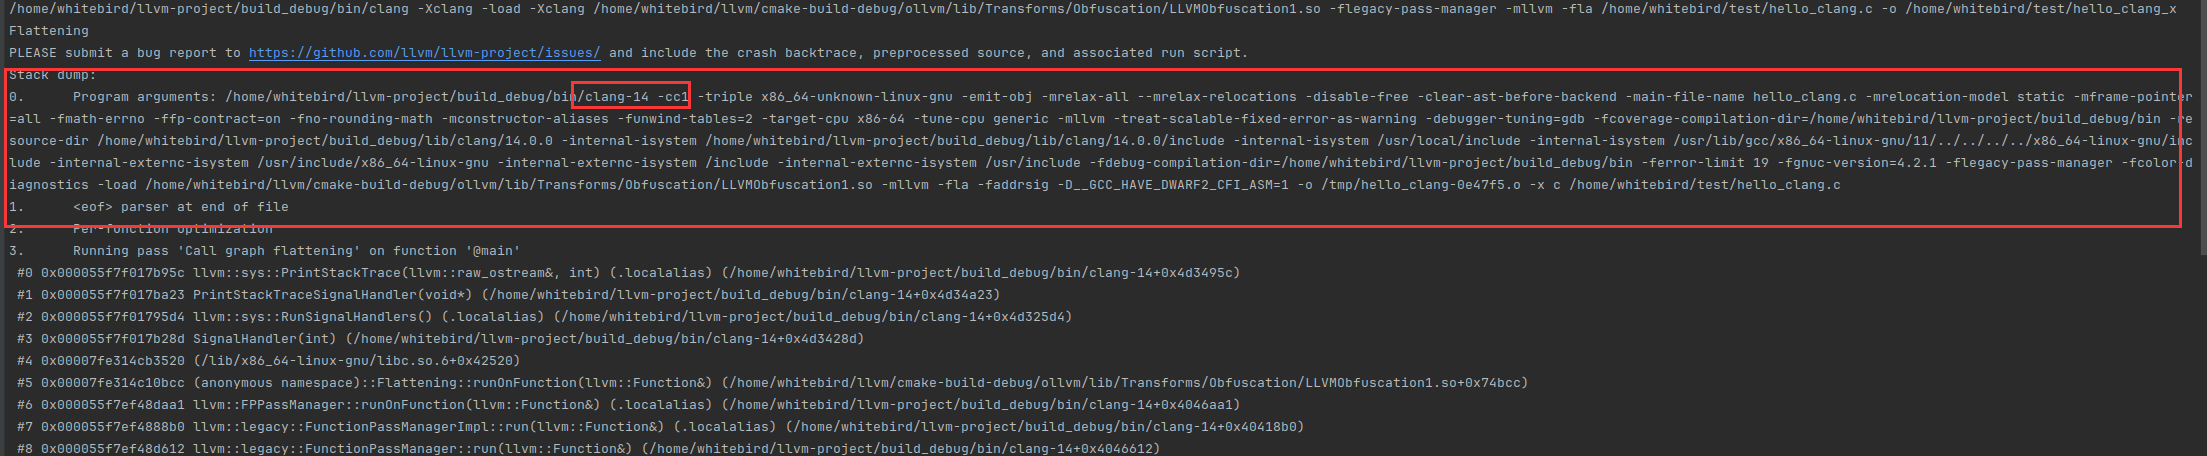 /home/whitebird/llvm-project/build_debug/bin/clang -Xclang -load -Xclang /home/whitebird/llvm/cmake-build-debug/ollvm/lib/Transforms/Obfuscation/LLVMObfuscation1.so -flegacy-pass-manager -mllvm -fla /home/whitebird/test/hello_clang.c -o /home/whitebird/test/hello_clang_x
Flattening
PLEASE submit a bug report to https://github.com/llvm/llvm-project/issues/ and include the crash backtrace, preprocessed source, and associated run script.
Stack dump:
0.      Program arguments: /home/whitebird/llvm-project/build_debug/bin/clang-14 -cc1 -triple x86_64-unknown-linux-gnu -emit-obj -mrelax-all --mrelax-relocations -disable-free -clear-ast-before-backend -main-file-name hello_clang.c -mrelocation-model static -mframe-pointer
=all -fmath-errno -ffp-contract=on -fno-rounding-math -mconstructor-aliases -funwind-tables=2 -target-cpu x86-64 -tune-cpu generic -mllvm -treat-scalable-fixed-error-as-warning -debugger-tuning=gdb -fcoverage-compilation-dir=/home/whitebird/llvm-project/build_debug/bin -re
source-dir /home/whitebird/llvm-project/build_debug/lib/clang/14.0.0 -internal-isystem /home/whitebird/llvm-project/build_debug/lib/clang/14.0.0/include -internal-isystem /usr/local/include -internal-isystem /usr/lib/gcc/x86_64-linux-gnu/11/../../../../x86_64-linux-gnu/inc
lude -internal-externc-isystem /usr/include/x86_64-linux-gnu -internal-externc-isystem /include -internal-externc-isystem /usr/include -fdebug-compilation-dir=/home/whitebird/llvm-project/build_debug/bin -ferror-limit 19 -fgnuc-version=4.2.1 -flegacy-pass-manager -fcolor-d
iagnostics -load /home/whitebird/llvm/cmake-build-debug/ollvm/lib/Transforms/Obfuscation/LLVMObfuscation1.so -mllvm -fla -faddrsig -D__GCC_HAVE_DWARF2_CFI_ASM=1 -o /tmp/hello_clang-0e47f5.o -x c /home/whitebird/test/hello_clang.c
1.      <eof> parser at end of file
2.      Per-function optimization
3.      Running pass 'Call graph flattening' on function '@main'
#0 0x000055f7f017b95c llvm::sys::PrintStackTrace(llvm::raw_ostream&, int) (.localalias) (/home/whitebird/llvm-project/build_debug/bin/clang-14+0x4d3495c)
#1 0x000055f7f017ba23 PrintStackTraceSignalHandler(void*) (/home/whitebird/llvm-project/build_debug/bin/clang-14+0x4d34a23)
#2 0x000055f7f01795d4 llvm::sys::RunSignalHandlers() (.localalias) (/home/whitebird/llvm-project/build_debug/bin/clang-14+0x4d325d4)
#3 0x000055f7f017b28d SignalHandler(int) (/home/whitebird/llvm-project/build_debug/bin/clang-14+0x4d3428d)
#4 0x00007fe314cb3520 (/lib/x86_64-linux-gnu/libc.so.6+0x42520)
#5 0x00007fe314c10bcc (anonymous namespace)::Flattening::runOnFunction(llvm::Function&) (/home/whitebird/llvm/cmake-build-debug/ollvm/lib/Transforms/Obfuscation/LLVMObfuscation1.so+0x74bcc)
#6 0x000055f7ef48daa1 llvm::FPPassManager::runOnFunction(llvm::Function&) (.localalias) (/home/whitebird/llvm-project/build_debug/bin/clang-14+0x4046aa1)
#7 0x000055f7ef4888b0 llvm::legacy::FunctionPassManagerImpl::run(llvm::Function&) (.localalias) (/home/whitebird/llvm-project/build_debug/bin/clang-14+0x40418b0)
#8 0x000055f7ef48d612 llvm::legacy::FunctionPassManager::run(llvm::Function&) (/home/whitebird/llvm-project/build_debug/bin/clang-14+0x4046612)